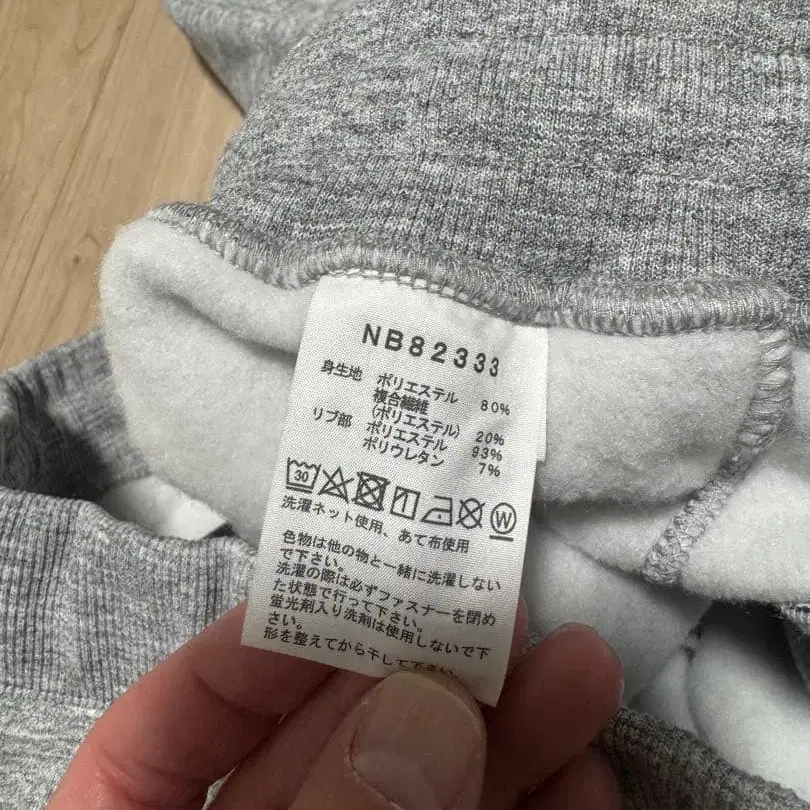 NB82333
身生地 ポリエステル 80%
複合繊維
(ポリエステル) 20%
リブ部 ポリエステル 93%
ポリウレタン 7%
30 W
洗濯ネット使用、あて布使用
色物は他の物と一緒に洗濯しない
で下さい。
洗濯の際は必ずファスナーを閉め
た状態で行って下さい。
蛍光剤入り洗剤は使用しないで下
さい。
形を整えてから干して下さい。